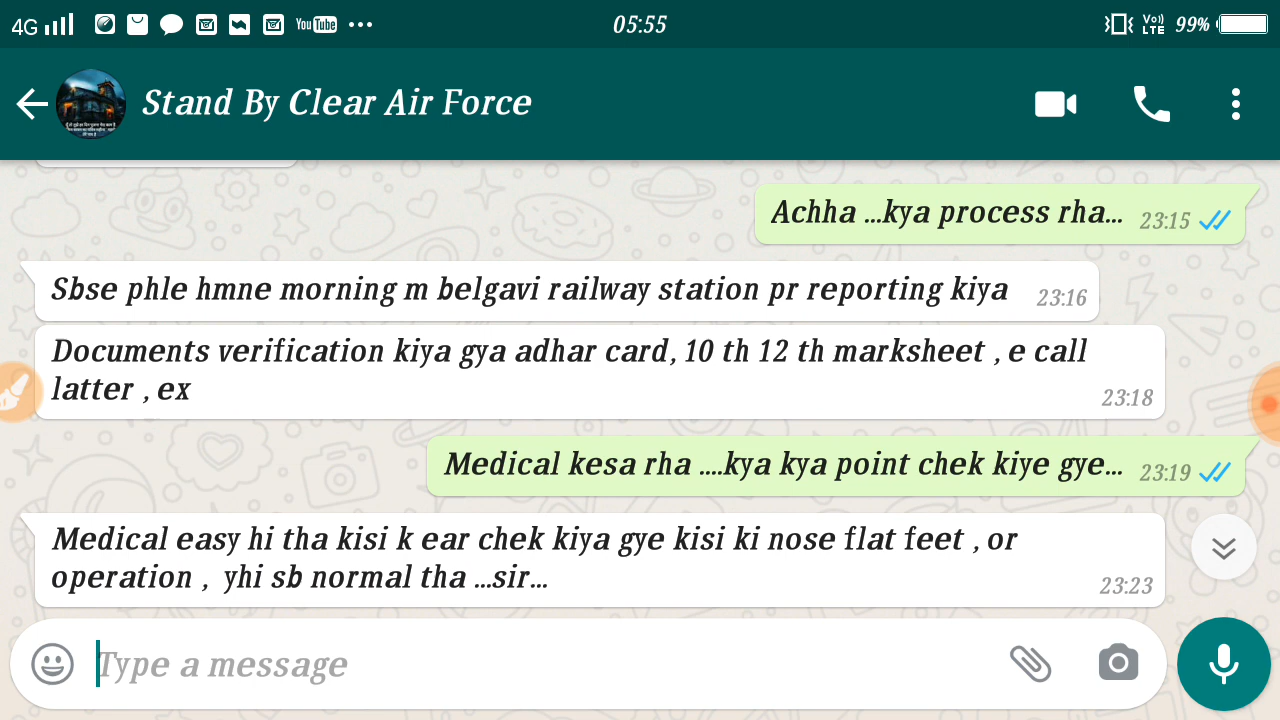 4G YouTube 05:55 Vo) LTE 99%
Stand By Clear Air Force
Achha ...kya process rha... 23:15
Sbse phle hmne morning m belgavi railway station pr reporting kiya 23:16
Documents verification kiya gya adhar card, 10 th 12 th marksheet , e call
latter , ex 23:18
Medical kesa rha ....kya kya point chek kiye gye... 23:19
Medical easy hi tha kisi k ear chek kiya gye kisi ki nose flat feet , or
operation , yhi sb normal tha ...sir... 23:23
Type a message